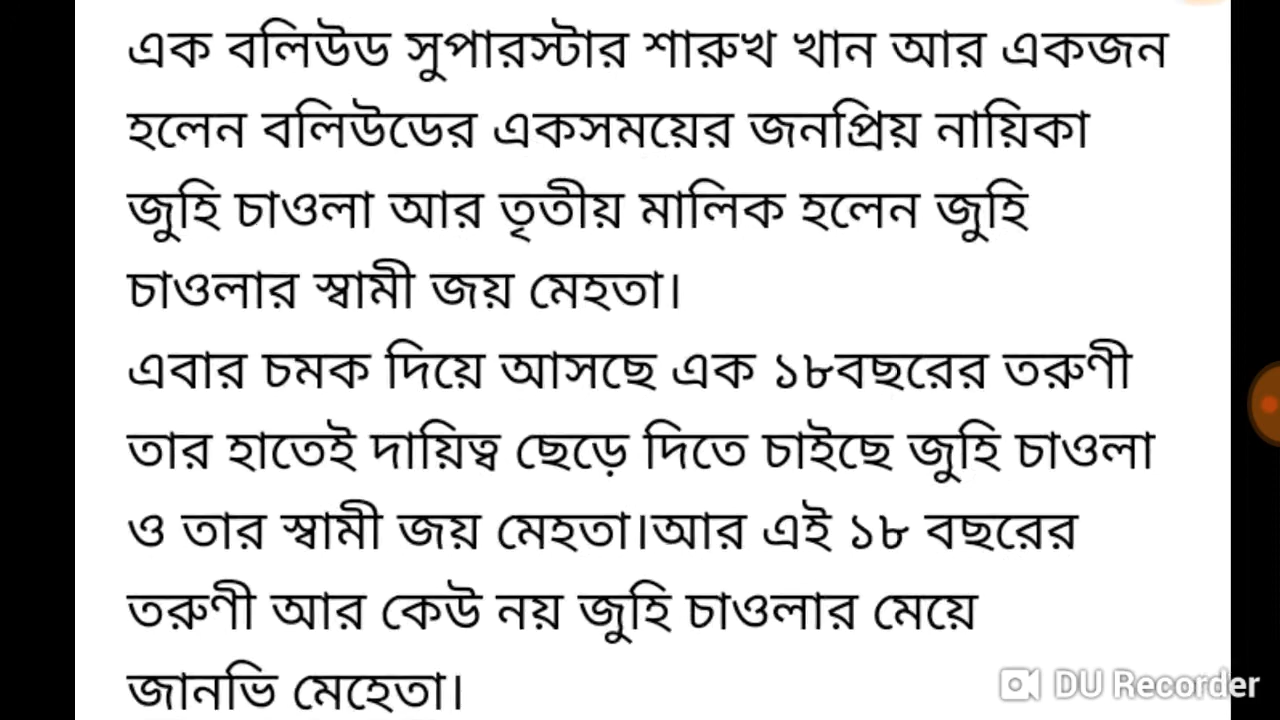 এক বলিউড সুপারস্টার শারুখ খান আর একজন
হলেন বলিউডের একসময়ের জনপ্রিয় নায়িকা
জুহি চাওলা আর তৃতীয় মালিক হলেন জুহি
চাওলার স্বামী জয় মেহতা।
এবার চমক দিয়ে আসছে এক ১৮বছরের তরুণী
তার হাতেই দায়িত্ব ছেড়ে দিতে চাইছে জুহি চাওলা
ও তার স্বামী জয় মেহতা।আর এই ১৮ বছরের
তরুণী আর কেউ নয় জুহি চাওলার মেয়ে
জানভি মেহেতা।
DU Recorder